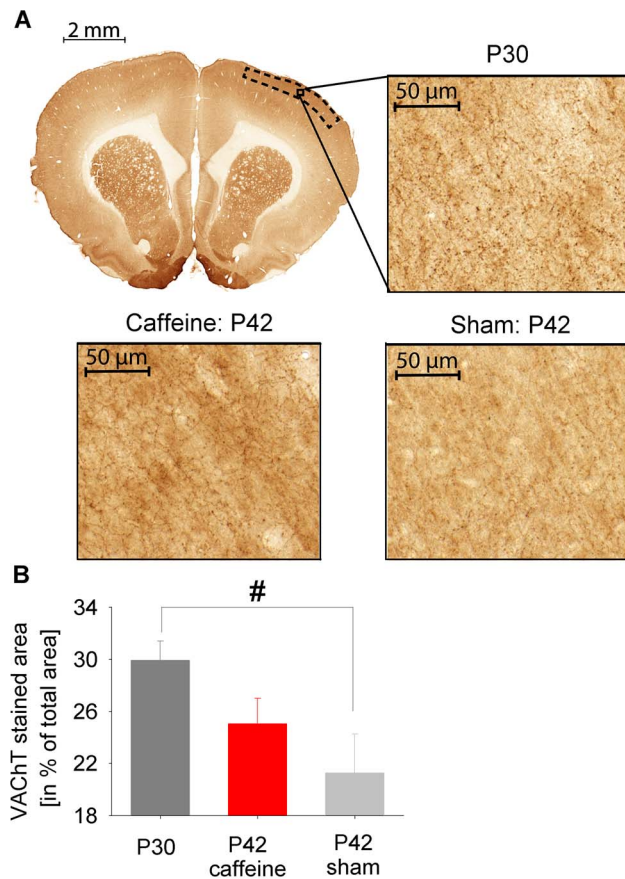 A
2 mm
P30
50 µm
Caffeine: P42
Sham: P42
50 µm
50 µm
B
#
VAChT stained area
[in % of total area]
34
30
26
22
18
P30
P42
caffeine
P42
sham